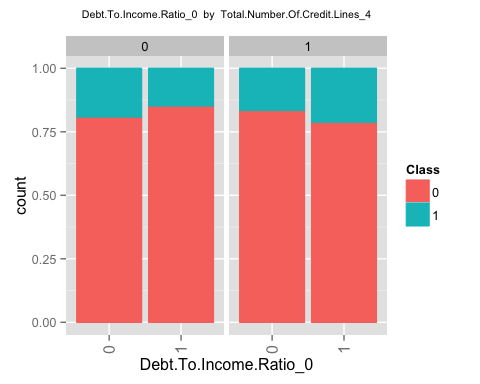 Debt.To.Income.Ratio_0 by Total.Number.Of.Credit.Lines_4
0 1
1.00
0.75
0.50
0.25
0.00
count
0 1 0 1
Debt.To.Income.Ratio_0
Class
0
1